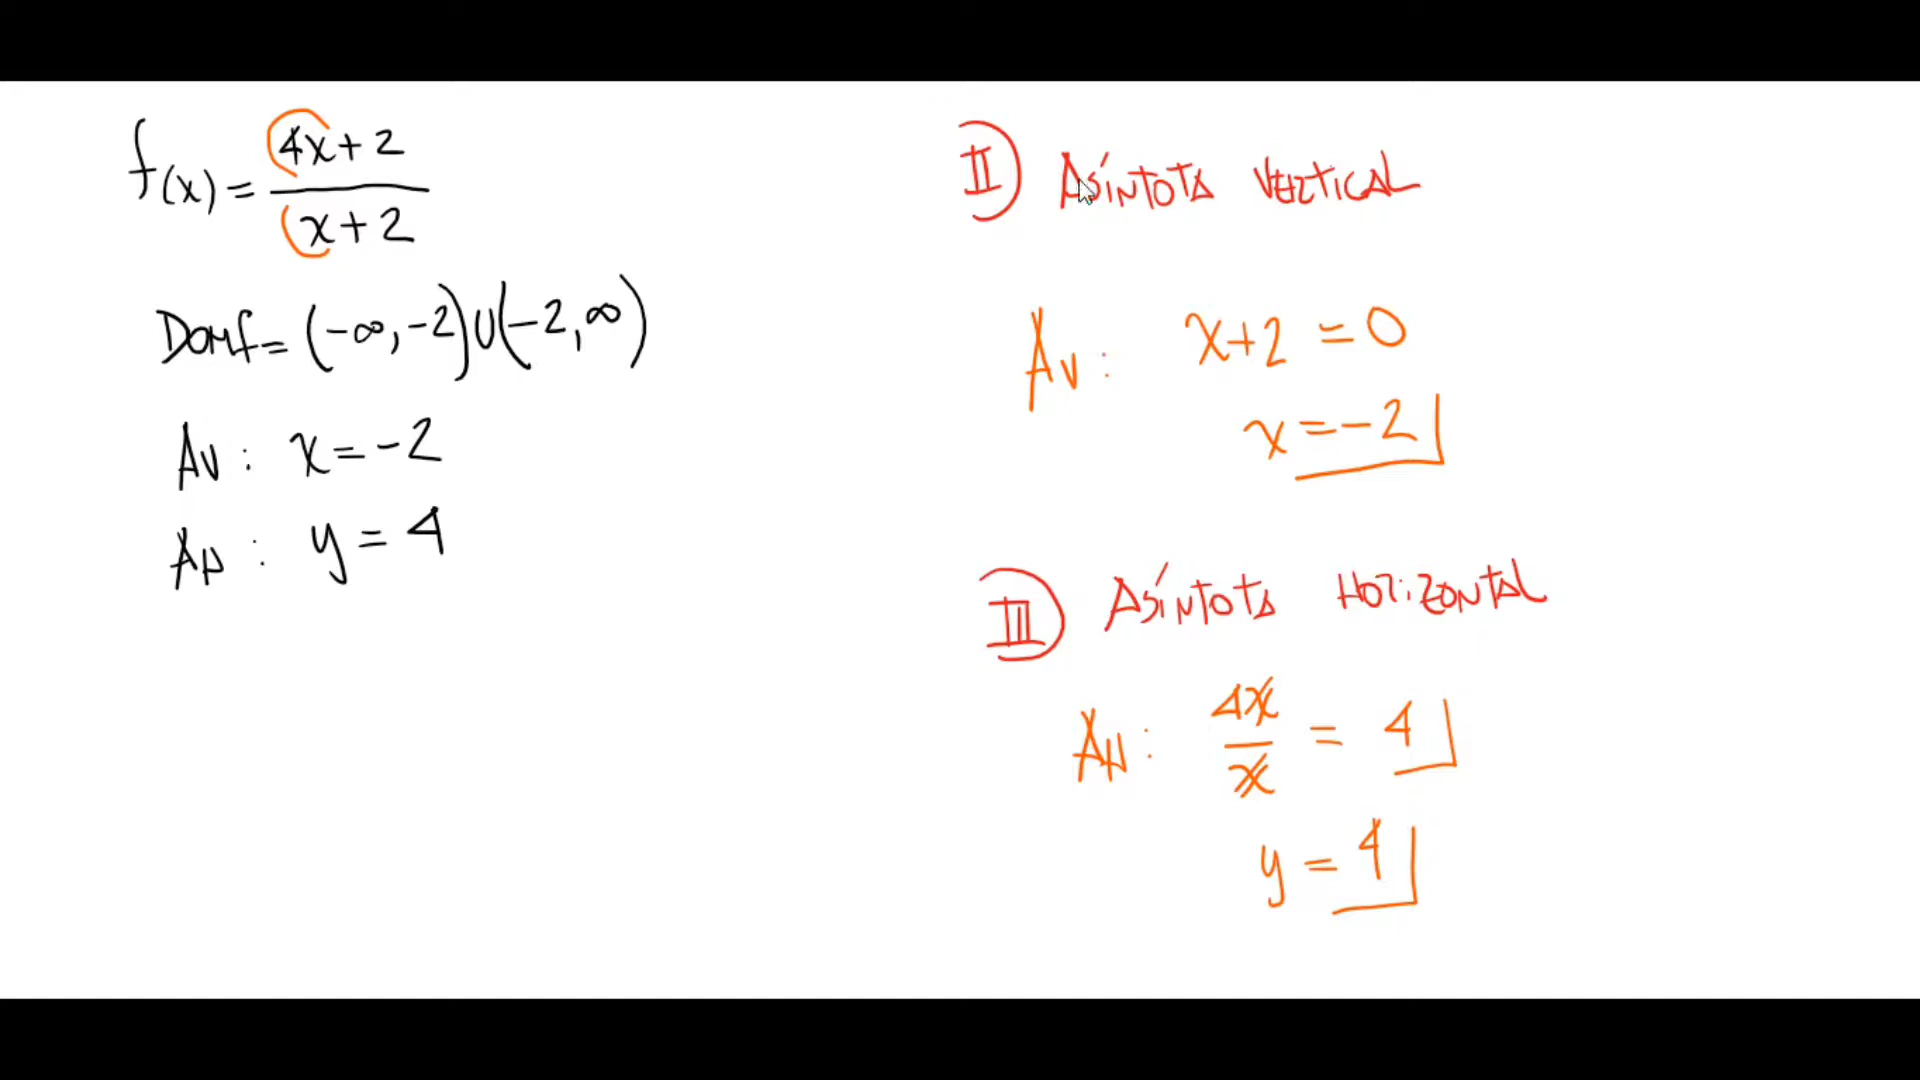 f(x) = (4x + 2)/(x + 2)
Domf = (-∞, -2) U (-2, ∞)
Av : x = -2
AH : y = 4
II) Asíntota Vertical
Av : x + 2 = 0
x = -2
III) Asíntota Horizontal
AH : 4x/x = 4
y = 4